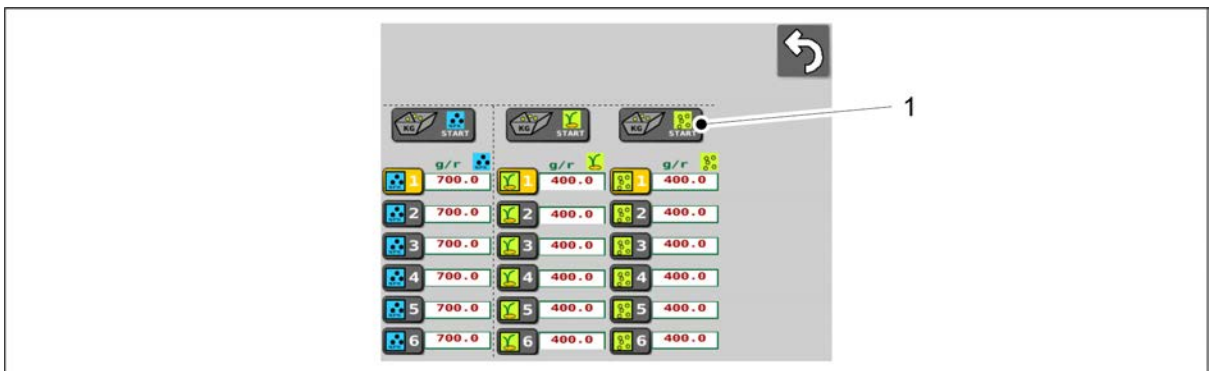 1
KG START KG START KG START
g/r g/r g/r
1 700.0 1 400.0 1 400.0
2 700.0 2 400.0 2 400.0
3 700.0 3 400.0 3 400.0
4 700.0 4 400.0 4 400.0
5 700.0 5 400.0 5 400.0
6 700.0 6 400.0 6 400.0